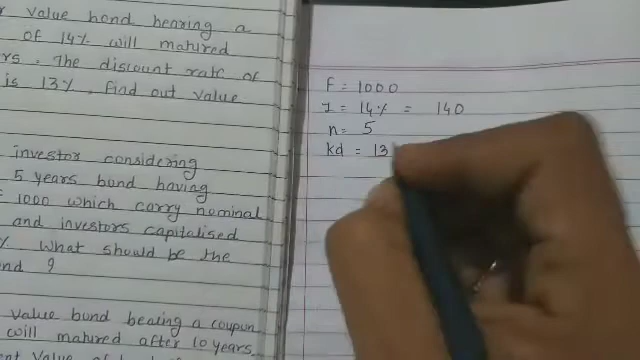 value bond bearing a
of 14% will matured
rs. The discount rate of
is 13%. Find out value
investor considering
5 years bond having
1000 which carry nominal
and investors capitalised
% What should be the
nd ?
value bond bearing a coupon
will matured after 10 years.
value of
F = 1000
I = 14% = 140
n = 5
kd = 13